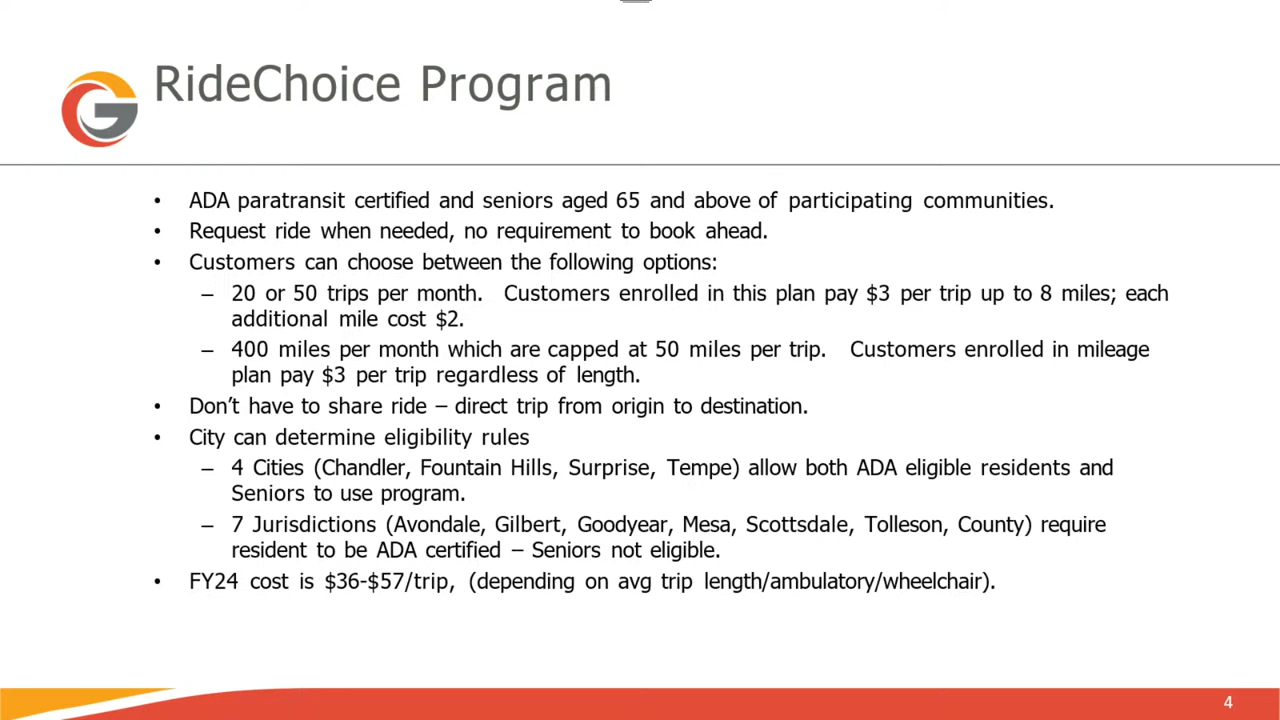 RideChoice Program
• ADA paratransit certified and seniors aged 65 and above of participating communities.
• Request ride when needed, no requirement to book ahead.
• Customers can choose between the following options:
– 20 or 50 trips per month. Customers enrolled in this plan pay $3 per trip up to 8 miles; each
additional mile cost $2.
– 400 miles per month which are capped at 50 miles per trip. Customers enrolled in mileage
plan pay $3 per trip regardless of length.
• Don't have to share ride – direct trip from origin to destination.
• City can determine eligibility rules
– 4 Cities (Chandler, Fountain Hills, Surprise, Tempe) allow both ADA eligible residents and
Seniors to use program.
– 7 Jurisdictions (Avondale, Gilbert, Goodyear, Mesa, Scottsdale, Tolleson, County) require
resident to be ADA certified – Seniors not eligible.
• FY24 cost is $36-$57/trip, (depending on avg trip length/ambulatory/wheelchair).
4